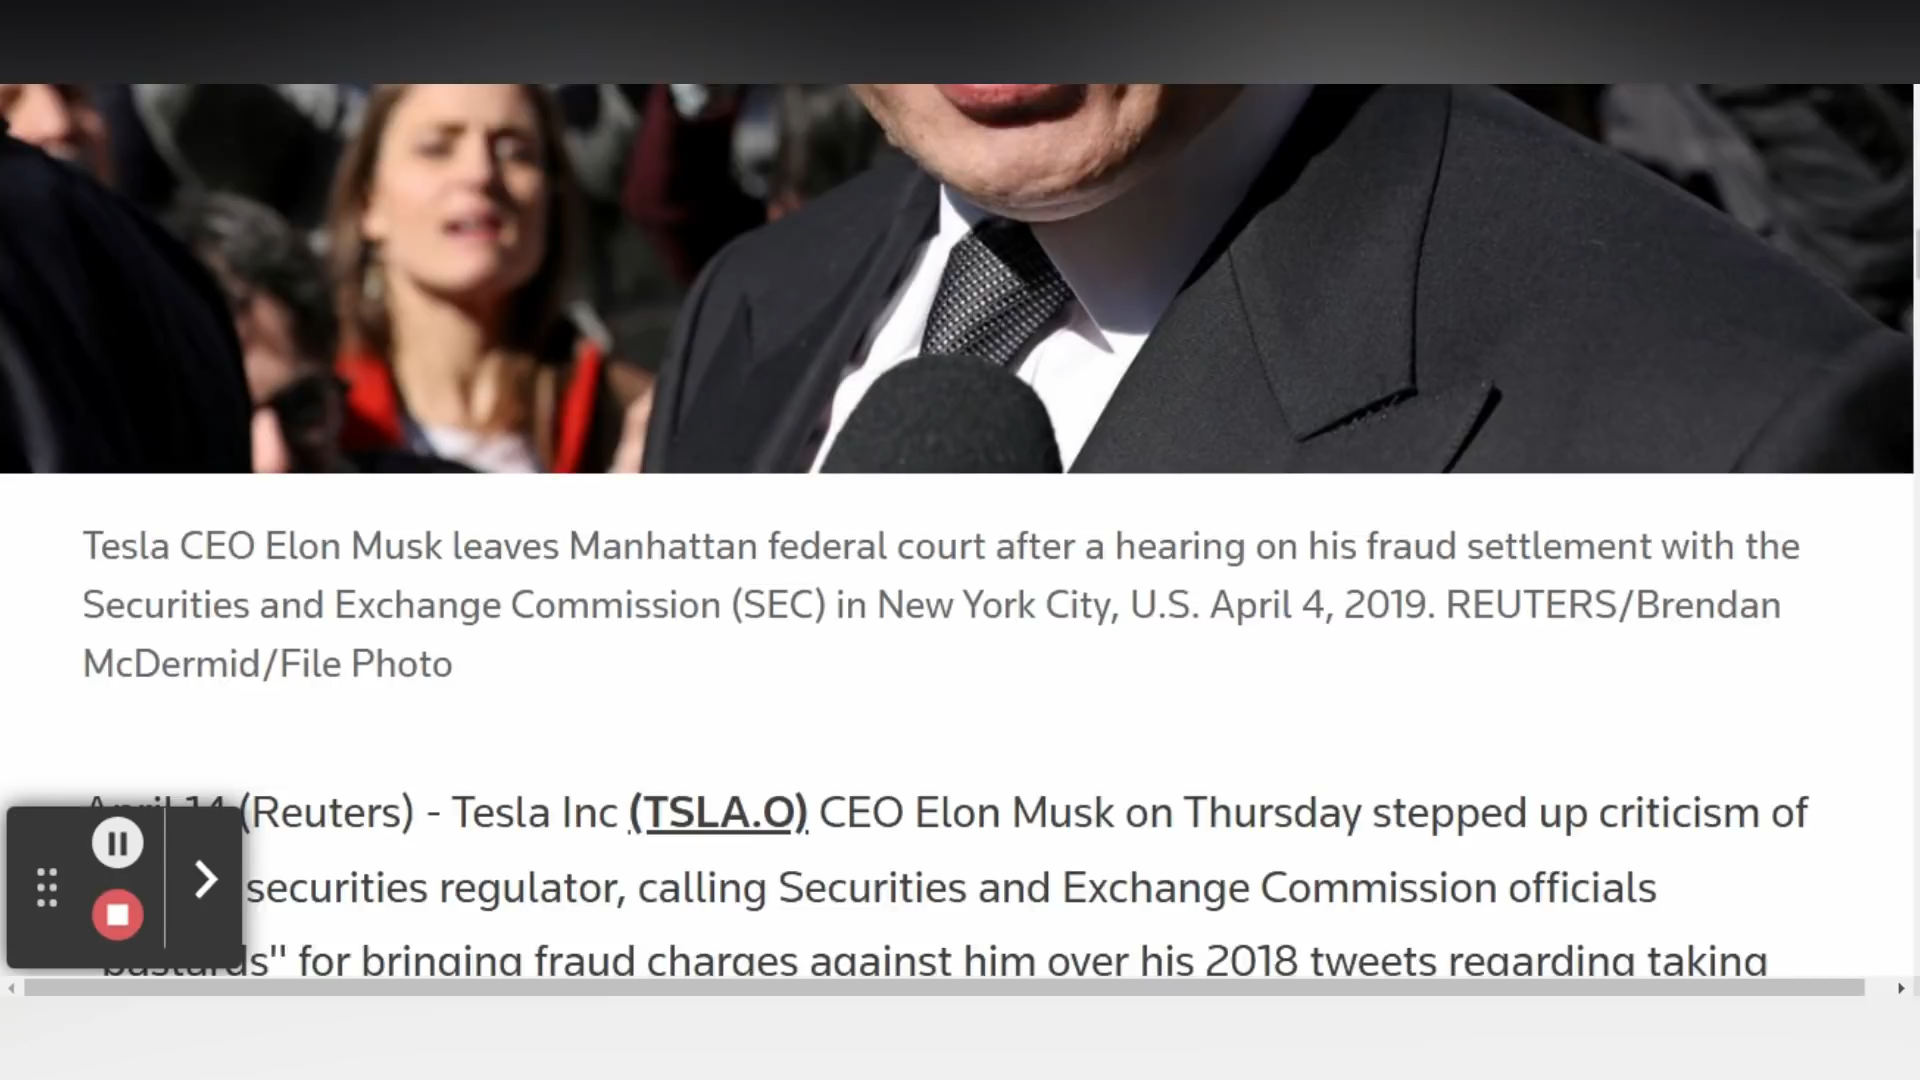 Tesla CEO Elon Musk leaves Manhattan federal court after a hearing on his fraud settlement with the
Securities and Exchange Commission (SEC) in New York City, U.S. April 4, 2019. REUTERS/Brendan
McDermid/File Photo
April 14 (Reuters) - Tesla Inc (TSLA.O) CEO Elon Musk on Thursday stepped up criticism of
securities regulator, calling Securities and Exchange Commission officials
"bastards" for bringing fraud charges against him over his 2018 tweets regarding taking